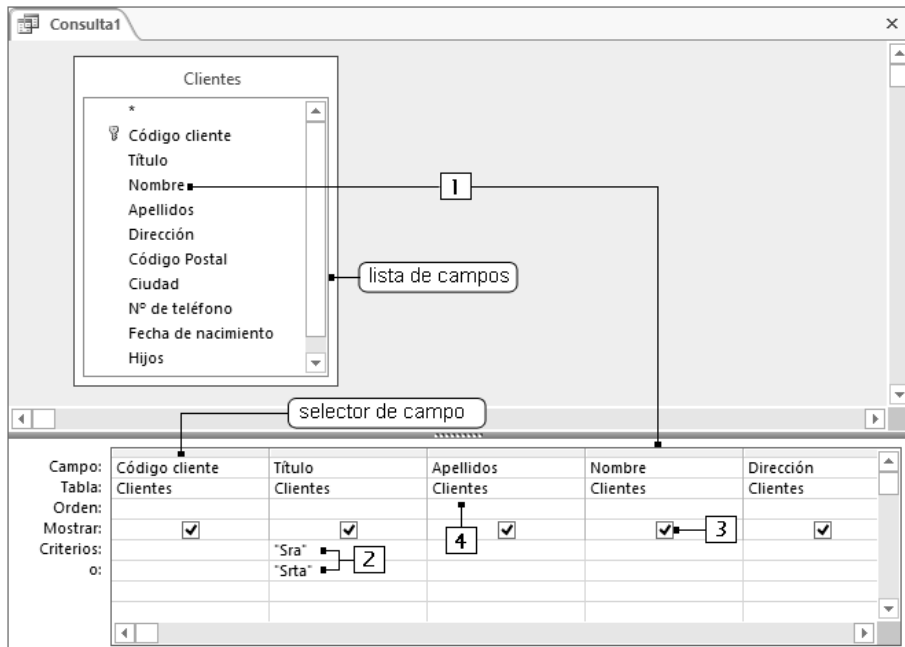 Consulta1
Clientes
*
Código cliente
Título
Nombre
1
Apellidos
Dirección
Código Postal
Ciudad
lista de campos
Nº de teléfono
Fecha de nacimiento
Hijos
selector de campo
Campo: Código cliente Título Apellidos Nombre Dirección
Tabla: Clientes Clientes Clientes Clientes Clientes
Orden:
Mostrar: 4 3
Criterios: "Sra" 2
o: "Srta"